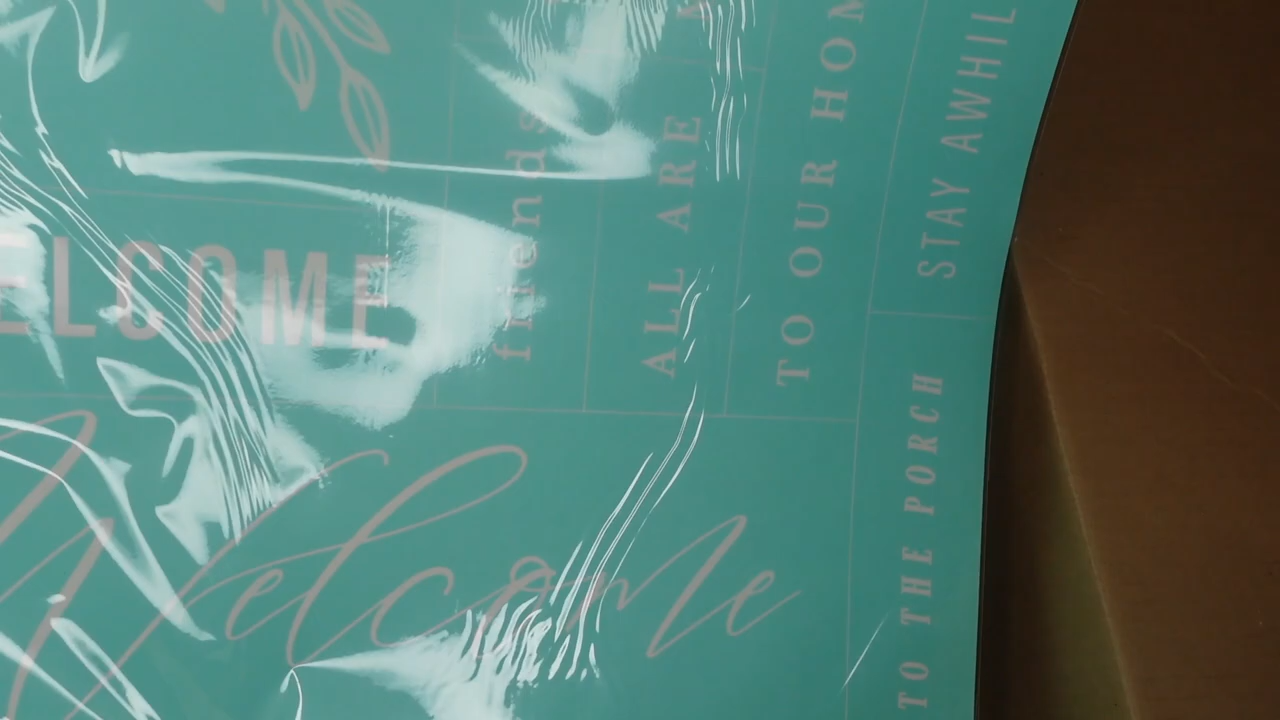 ELCOME
Welcome
friends
ALL ARE
TO OUR HOM
STAY AWHIL
TO THE PORCH